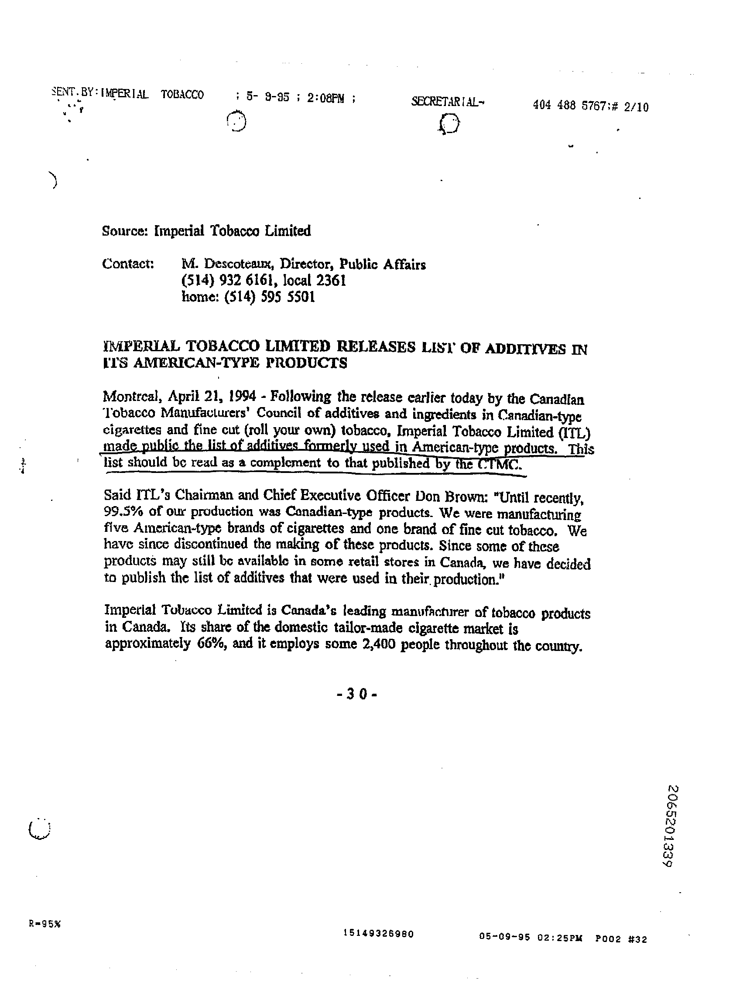 SENT BY:IMPERIAL TOBACCO ; 5- 9-95 ; 2:08PM ; SECRETARIAL→ 404 488 5767;# 2/10
Source: Imperial Tobacco Limited
Contact: M. Descoteaux, Director, Public Affairs
(514) 932 6161, local 2361
home: (514) 595 5501
IMPERIAL TOBACCO LIMITED RELEASES LIST OF ADDITIVES IN
ITS AMERICAN-TYPE PRODUCTS
Montreal, April 21, 1994 - Following the release earlier today by the Canadian
Tobacco Manufacturers' Council of additives and ingredients in Canadian-type
cigarettes and fine cut (roll your own) tobacco, Imperial Tobacco Limited (ITL)
made public the list of additives formerly used in American-type products. This
list should be read as a complement to that published by the CTMC.
Said ITL's Chairman and Chief Executive Officer Don Brown: "Until recently,
99.5% of our production was Canadian-type products. We were manufacturing
five American-type brands of cigarettes and one brand of fine cut tobacco. We
have since discontinued the making of these products. Since some of these
products may still be available in some retail stores in Canada, we have decided
to publish the list of additives that were used in their production."
Imperial Tobacco Limited is Canada's leading manufacturer of tobacco products
in Canada. Its share of the domestic tailor-made cigarette market is
approximately 66%, and it employs some 2,400 people throughout the country.
- 3 0 -
2065201339
R=95%
15149326980
05-09-95 02:25PM P002 #32